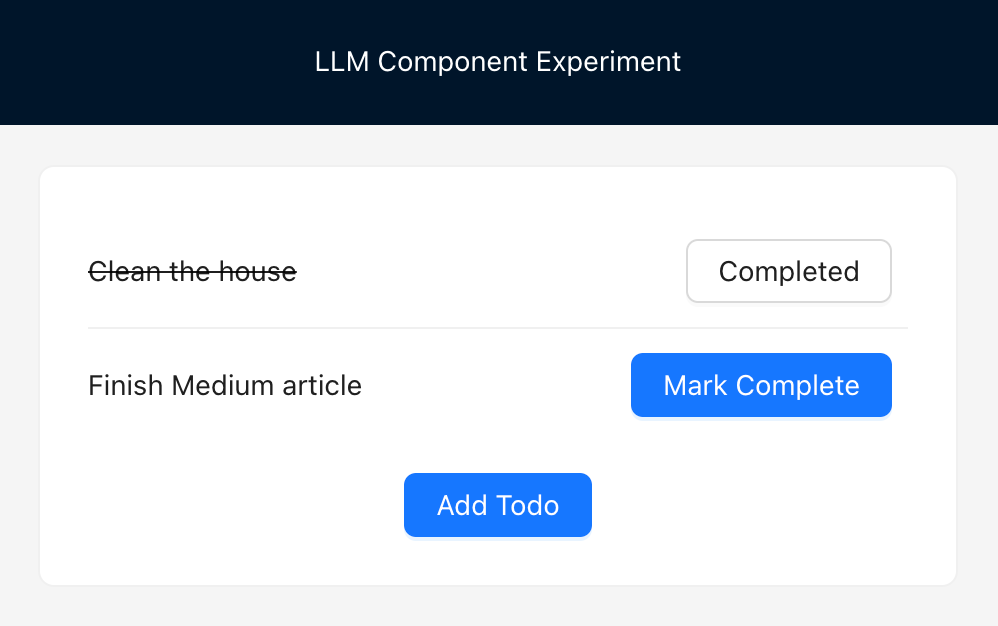 LLM Component Experiment
Clean the house
Completed
Finish Medium article
Mark Complete
Add Todo